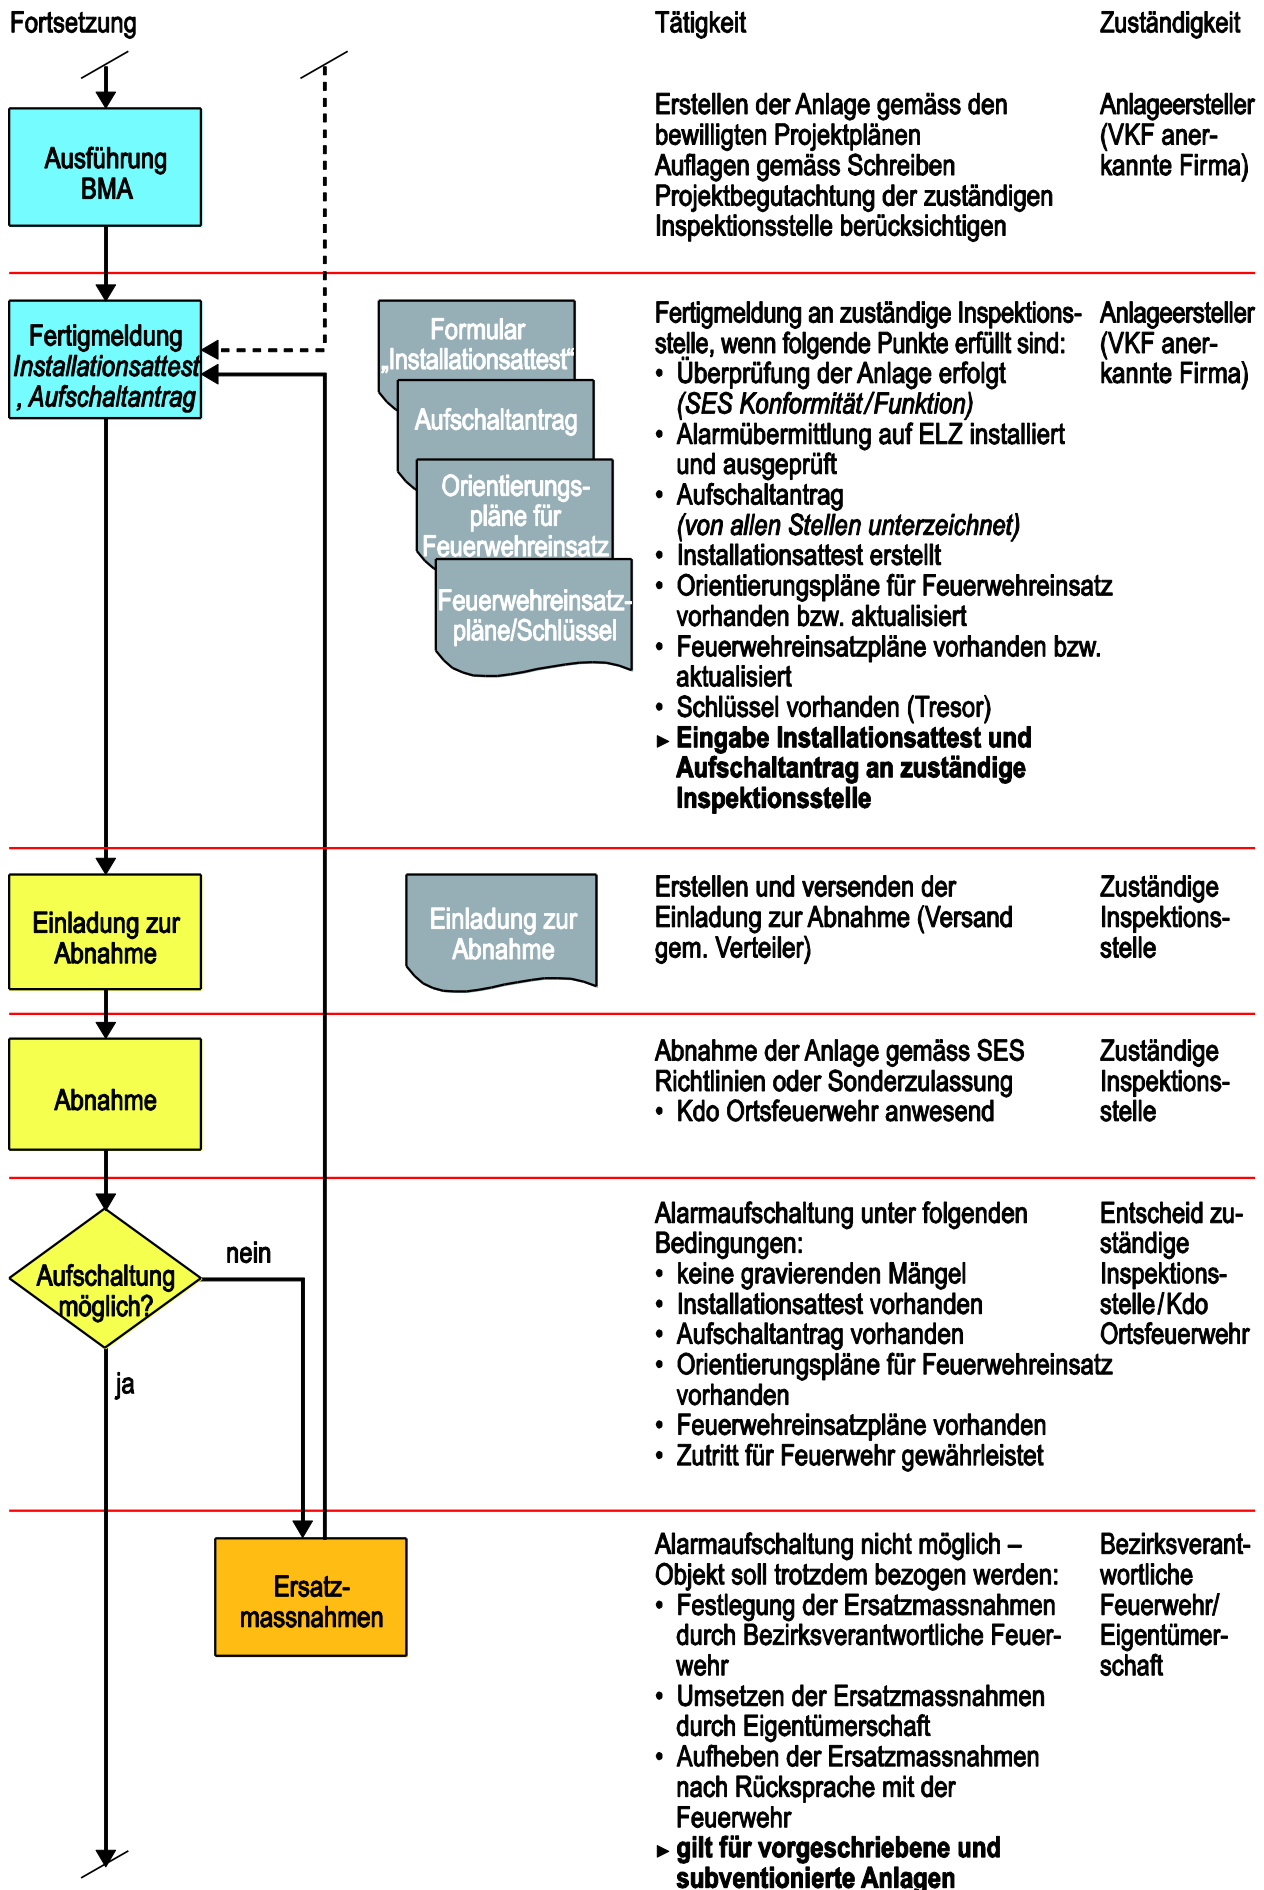 Fortsetzung
Tätigkeit
Zuständigkeit
Ausführung
BMA
Erstellen der Anlage gemäss den
bewilligten Projektplänen
Auflagen gemäss Schreiben
Projektbegutachtung der zuständigen
Inspektionsstelle berücksichtigen
Anlageersteller
(VKF aner-
kannte Firma)
Fertigmeldung
Installationsattest
, Aufschaltantrag
Formular
„Installationsattest“
Aufschaltantrag
Orientierungs-
pläne für
Feuerwehreinsatz
Feuerwehreinsatz-
pläne/Schlüssel
Fertigmeldung an zuständige Inspektions-
stelle, wenn folgende Punkte erfüllt sind:
• Überprüfung der Anlage erfolgt
(SES Konformität/Funktion)
• Alarmübermittlung auf ELZ installiert
und ausgeprüft
• Aufschaltantrag
(von allen Stellen unterzeichnet)
• Installationsattest erstellt
• Orientierungspläne für Feuerwehreinsatz
vorhanden bzw. aktualisiert
• Feuerwehreinsatzpläne vorhanden bzw.
aktualisiert
• Schlüssel vorhanden (Tresor)
► Eingabe Installationsattest und
Aufschaltantrag an zuständige
Inspektionsstelle
Anlageersteller
(VKF aner-
kannte Firma)
Einladung zur
Abnahme
Einladung zur
Abnahme
Erstellen und versenden der
Einladung zur Abnahme (Versand
gem. Verteiler)
Zuständige
Inspektions-
stelle
Abnahme
Abnahme der Anlage gemäss SES
Richtlinien oder Sonderzulassung
• Kdo Ortsfeuerwehr anwesend
Zuständige
Inspektions-
stelle
Aufschaltung
möglich?
nein
ja
Alarmaufschaltung unter folgenden
Bedingungen:
• keine gravierenden Mängel
• Installationsattest vorhanden
• Aufschaltantrag vorhanden
• Orientierungspläne für Feuerwehreinsatz
vorhanden
• Feuerwehreinsatzpläne vorhanden
• Zutritt für Feuerwehr gewährleistet
Entscheid zu-
ständige
Inspektions-
stelle/Kdo
Ortsfeuerwehr
Ersatz-
massnahmen
Alarmaufschaltung nicht möglich –
Objekt soll trotzdem bezogen werden:
• Festlegung der Ersatzmassnahmen
durch Bezirksverantwortliche Feuer-
wehr
• Umsetzen der Ersatzmassnahmen
durch Eigentümerschaft
• Aufheben der Ersatzmassnahmen
nach Rücksprache mit der
Feuerwehr
► gilt für vorgeschriebene und
subventionierte Anlagen
Bezirksverant-
wortliche
Feuerwehr/
Eigentümer-
schaft